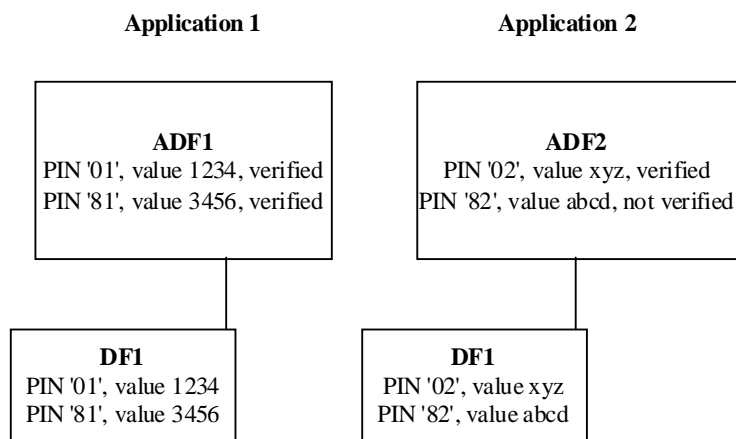 Application 1
Application 2
ADF1
PIN '01', value 1234, verified
PIN '81', value 3456, verified
ADF2
PIN '02', value xyz, verified
PIN '82', value abcd, not verified
DF1
PIN '01', value 1234
PIN '81', value 3456
DF1
PIN '02', value xyz
PIN '82', value abcd